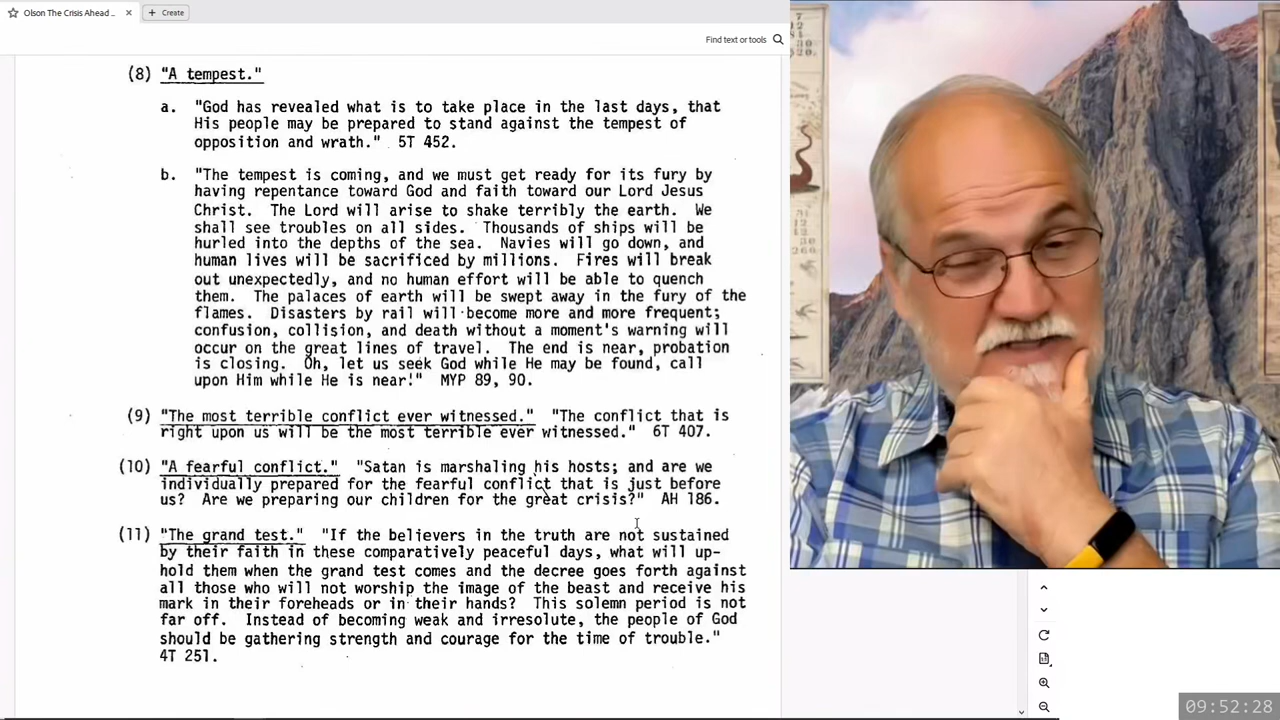 Olson The Crisis Ahead ..
Create
Find text or tools
(8) "A tempest."
a. "God has revealed what is to take place in the last days, that
His people may be prepared to stand against the tempest of
opposition and wrath." 5T 452.
b. "The tempest is coming, and we must get ready for its fury by
having repentance toward God and faith toward our Lord Jesus
Christ. The Lord will arise to shake terribly the earth. We
shall see troubles on all sides. Thousands of ships will be
hurled into the depths of the sea. Navies will go down, and
human lives will be sacrificed by millions. Fires will break
out unexpectedly, and no human effort will be able to quench
them. The palaces of earth will be swept away in the fury of the
flames. Disasters by rail will become more and more frequent;
confusion, collision, and death without a moment's warning will
occur on the great lines of travel. The end is near, probation
is closing. Oh, let us seek God while He may be found, call
upon Him while He is near!" MYP 89, 90.
(9) "The most terrible conflict ever witnessed." "The conflict that is
right upon us will be the most terrible ever witnessed." 6T 407.
(10) "A fearful conflict." "Satan is marshaling his hosts; and are we
individually prepared for the fearful conflict that is just before
us? Are we preparing our children for the great crisis?" AH 186.
(11) "The grand test." "If the believers in the truth are not sustained
by their faith in these comparatively peaceful days, what will up-
hold them when the grand test comes and the decree goes forth against
all those who will not worship the image of the beast and receive his
mark in their foreheads or in their hands? This solemn period is not
far off. Instead of becoming weak and irresolute, the people of God
should be gathering strength and courage for the time of trouble."
4T 251.
09:52:28